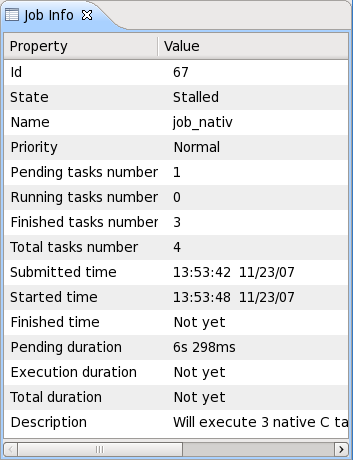 Job Info
Property Value
Id 67
State Stalled
Name job_nativ
Priority Normal
Pending tasks number 1
Running tasks number 0
Finished tasks number 3
Total tasks number 4
Submitted time 13:53:42 11/23/07
Started time 13:53:48 11/23/07
Finished time Not yet
Pending duration 6s 298ms
Execution duration Not yet
Total duration Not yet
Description Will execute 3 native C ta